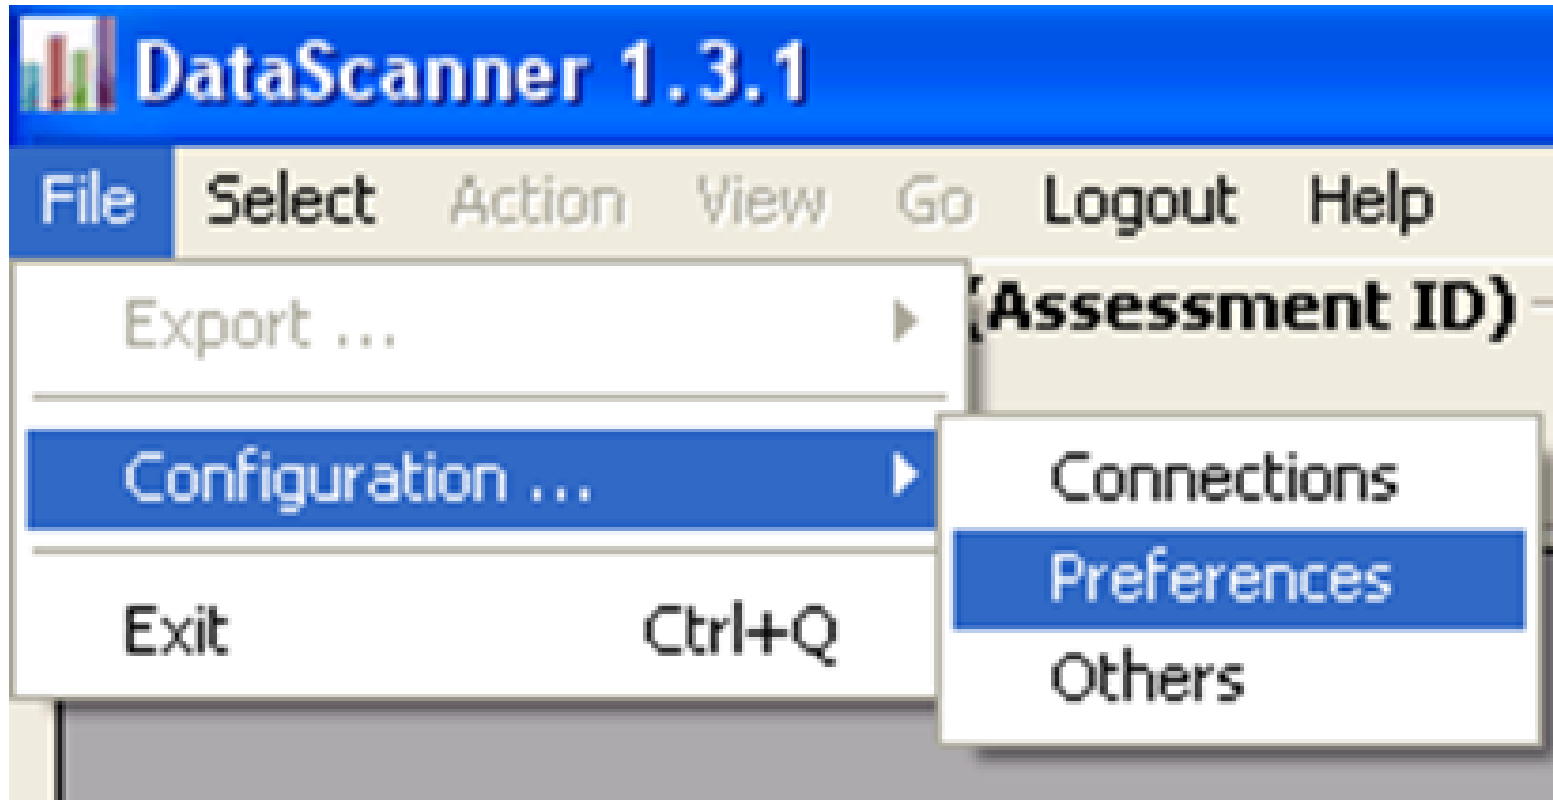 DataScanner 1.3.1
File Select Action View Go Logout Help
Export ...
(Assessment ID)
Configuration ...
Connections
Preferences
Exit Ctrl+Q
Others